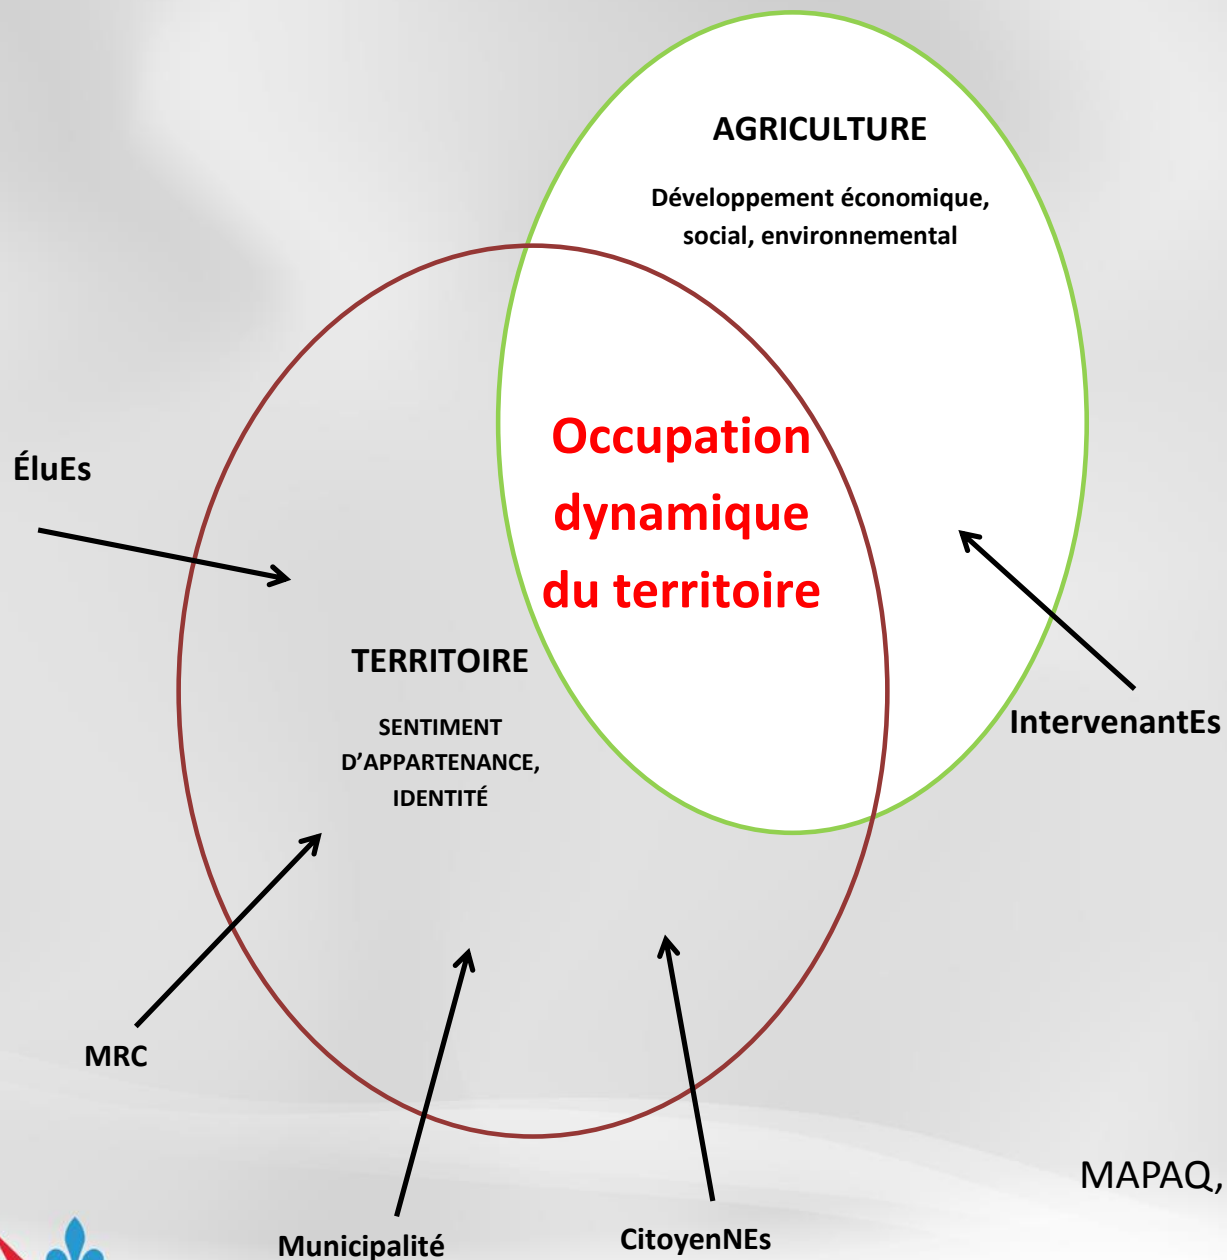 AGRICULTURE
Développement économique,
social, environnemental
Occupation
dynamique
du territoire
ÉluEs
TERRITOIRE
SENTIMENT
D’APPARTENANCE,
IDENTITÉ
IntervenantEs
MRC
MAPAQ,
Municipalité
CitoyenNEs